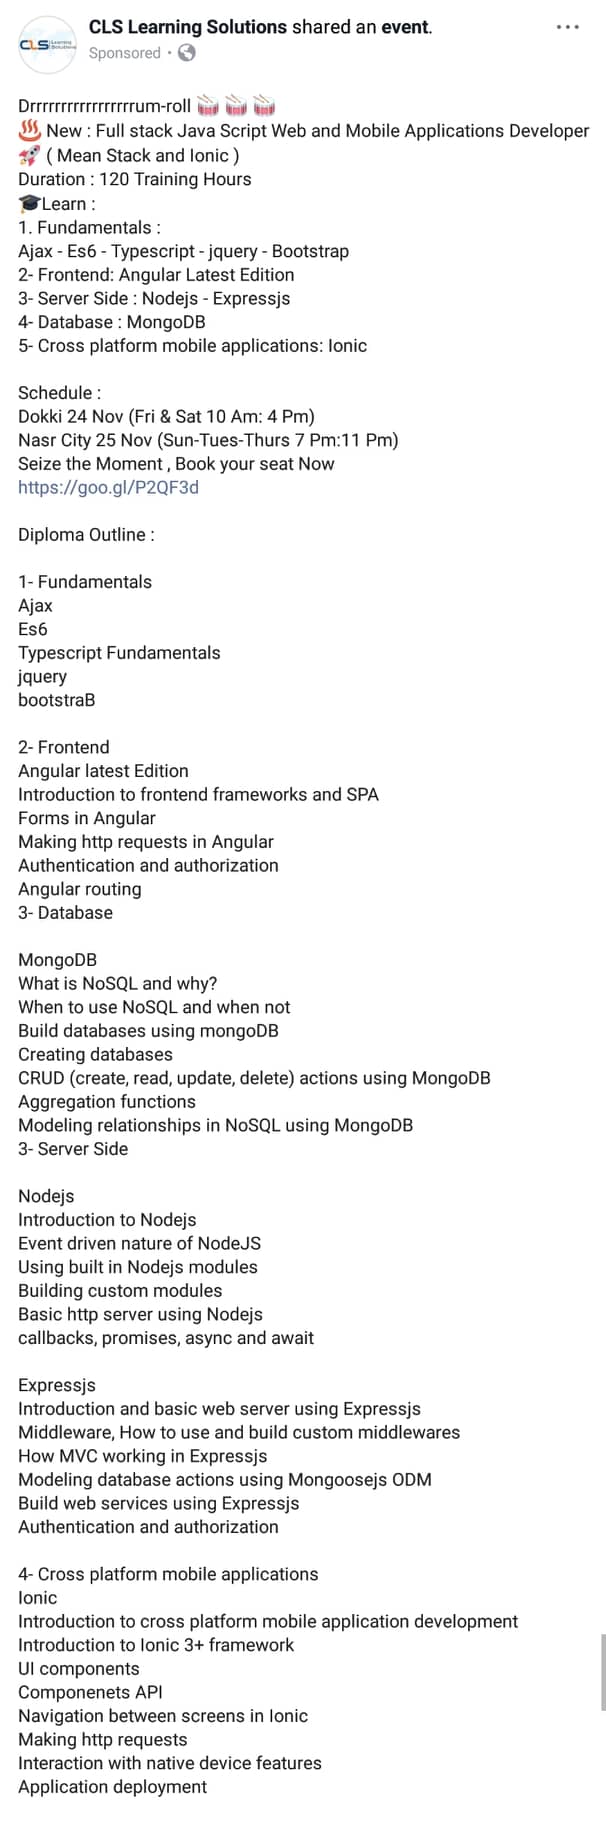 CLS Learning Solutions
CLS Learning Solutions shared an event.
Sponsored ·
Drrrrrrrrrrrrrrrrrum-roll 🥁 🥁 🥁
♨️ New : Full stack Java Script Web and Mobile Applications Developer
🚀 ( Mean Stack and Ionic )
Duration : 120 Training Hours
🎓Learn :
1. Fundamentals :
Ajax - Es6 - Typescript - jquery - Bootstrap
2- Frontend: Angular Latest Edition
3- Server Side : Nodejs - Expressjs
4- Database : MongoDB
5- Cross platform mobile applications: Ionic
Schedule :
Dokki 24 Nov (Fri & Sat 10 Am: 4 Pm)
Nasr City 25 Nov (Sun-Tues-Thurs 7 Pm:11 Pm)
Seize the Moment , Book your seat Now
https://goo.gl/P2QF3d
Diploma Outline :
1- Fundamentals
Ajax
Es6
Typescript Fundamentals
jquery
bootstraB
2- Frontend
Angular latest Edition
Introduction to frontend frameworks and SPA
Forms in Angular
Making http requests in Angular
Authentication and authorization
Angular routing
3- Database
MongoDB
What is NoSQL and why?
When to use NoSQL and when not
Build databases using mongoDB
Creating databases
CRUD (create, read, update, delete) actions using MongoDB
Aggregation functions
Modeling relationships in NoSQL using MongoDB
3- Server Side
Nodejs
Introduction to Nodejs
Event driven nature of NodeJS
Using built in Nodejs modules
Building custom modules
Basic http server using Nodejs
callbacks, promises, async and await
Expressjs
Introduction and basic web server using Expressjs
Middleware, How to use and build custom middlewares
How MVC working in Expressjs
Modeling database actions using Mongoosejs ODM
Build web services using Expressjs
Authentication and authorization
4- Cross platform mobile applications
Ionic
Introduction to cross platform mobile application development
Introduction to Ionic 3+ framework
UI components
Componenets API
Navigation between screens in Ionic
Making http requests
Interaction with native device features
Application deployment